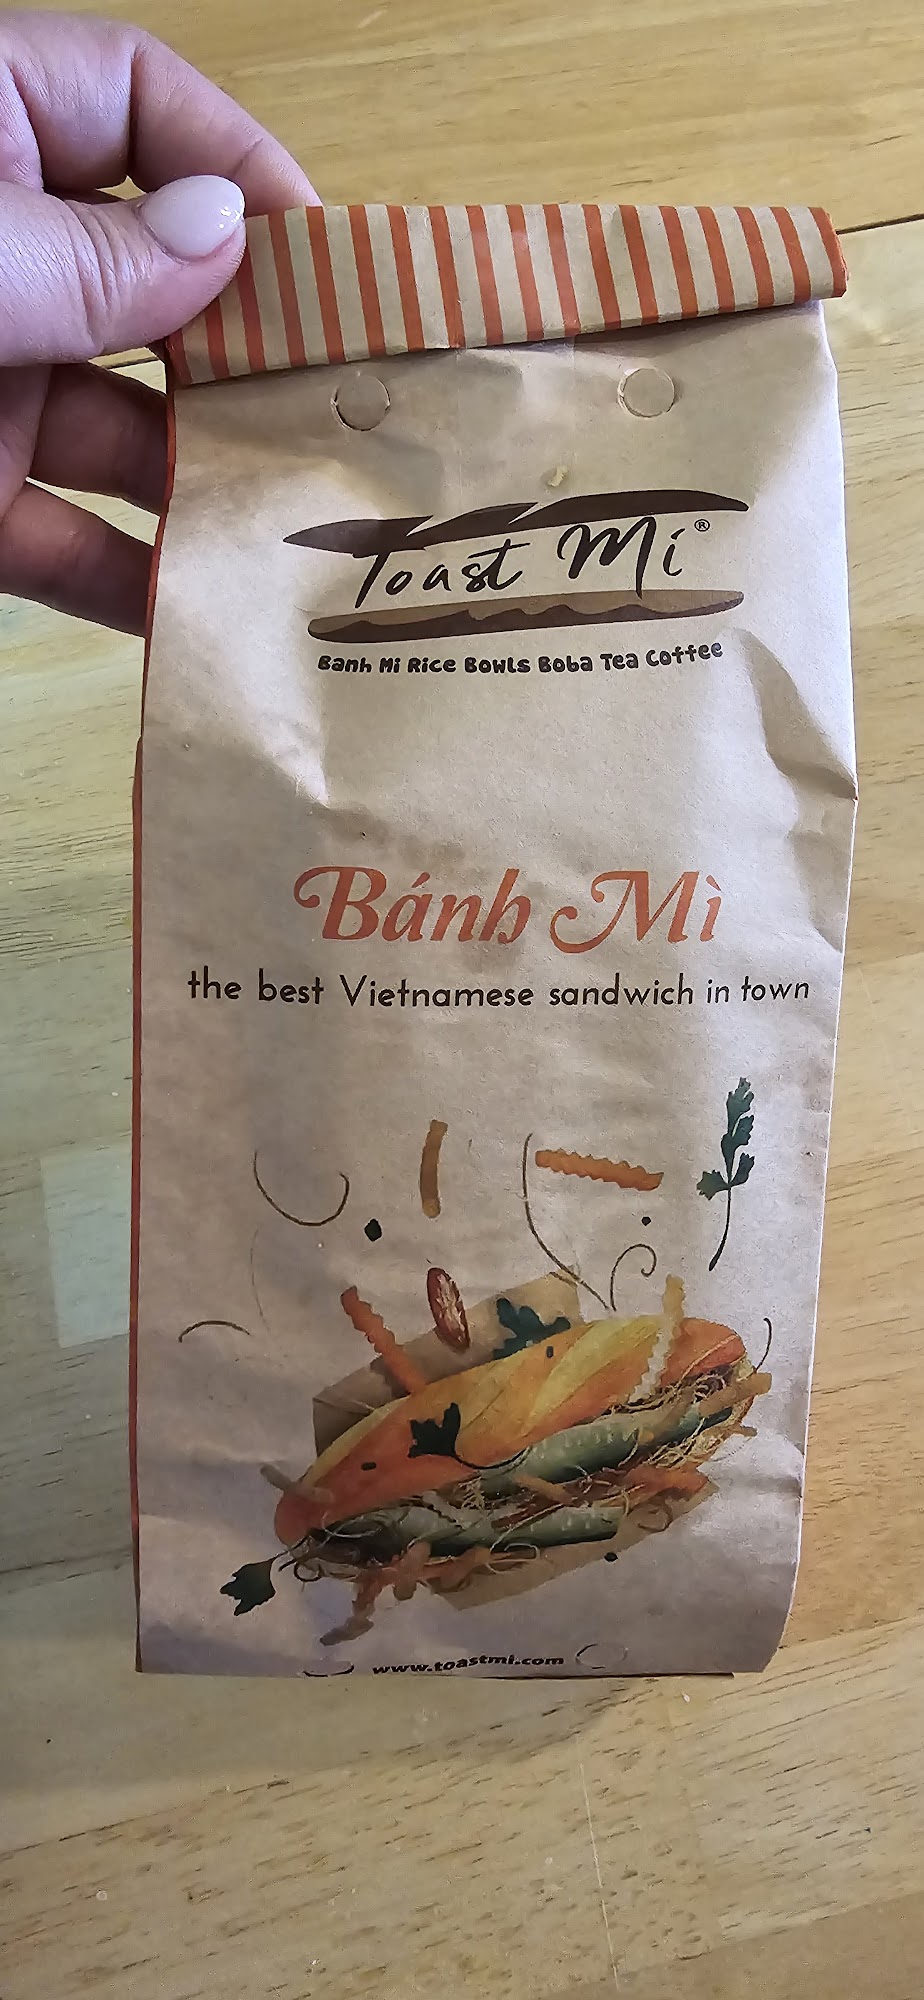 Toast Mi®
Banh Mi Rice Bowls Boba Tea Coffee
Bánh Mì
the best Vietnamese sandwich in town
www.toastmi.com